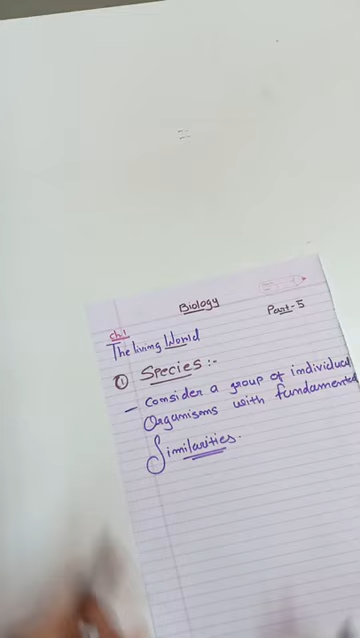 Biology
Part-5
ch:1
The living World
① Species:-
— Consider a group of individual
Organisms with fundamental
Similarities.